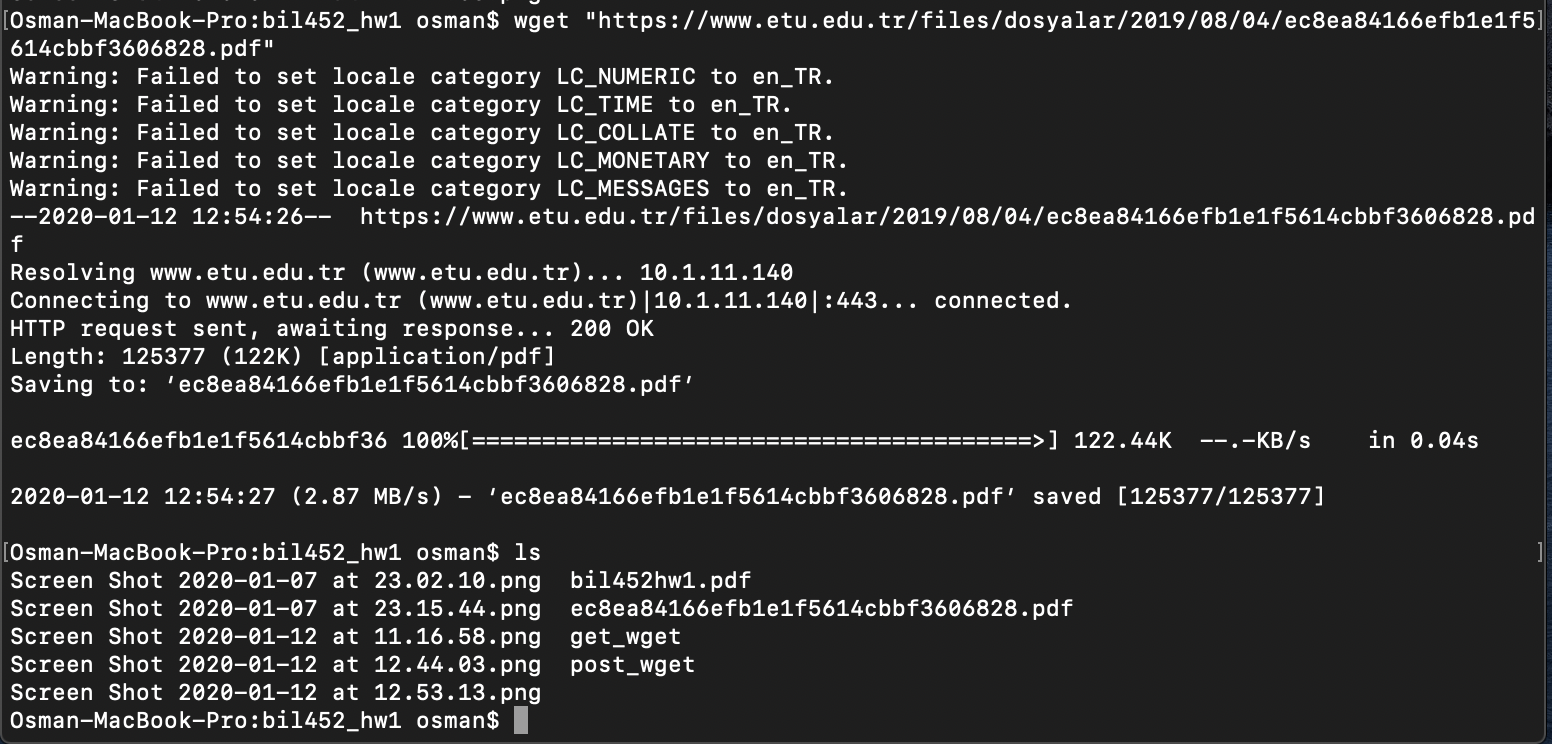 [Osman-MacBook-Pro:bil452_hw1 osman$ wget "https://www.etu.edu.tr/files/dosyalar/2019/08/04/ec8ea84166efb1e1f5]
614cbbf3606828.pdf"
Warning: Failed to set locale category LC_NUMERIC to en_TR.
Warning: Failed to set locale category LC_TIME to en_TR.
Warning: Failed to set locale category LC_COLLATE to en_TR.
Warning: Failed to set locale category LC_MONETARY to en_TR.
Warning: Failed to set locale category LC_MESSAGES to en_TR.
--2020-01-12 12:54:26--  https://www.etu.edu.tr/files/dosyalar/2019/08/04/ec8ea84166efb1e1f5614cbbf3606828.pd
f
Resolving www.etu.edu.tr (www.etu.edu.tr)... 10.1.11.140
Connecting to www.etu.edu.tr (www.etu.edu.tr)|10.1.11.140|:443... connected.
HTTP request sent, awaiting response... 200 OK
Length: 125377 (122K) [application/pdf]
Saving to: ‘ec8ea84166efb1e1f5614cbbf3606828.pdf’
ec8ea84166efb1e1f5614cbbf36 100%[========================================>] 122.44K  --.-KB/s    in 0.04s
2020-01-12 12:54:27 (2.87 MB/s) - ‘ec8ea84166efb1e1f5614cbbf3606828.pdf’ saved [125377/125377]
[Osman-MacBook-Pro:bil452_hw1 osman$ ls ]
Screen Shot 2020-01-07 at 23.02.10.png  bil452hw1.pdf
Screen Shot 2020-01-07 at 23.15.44.png  ec8ea84166efb1e1f5614cbbf3606828.pdf
Screen Shot 2020-01-12 at 11.16.58.png  get_wget
Screen Shot 2020-01-12 at 12.44.03.png  post_wget
Screen Shot 2020-01-12 at 12.53.13.png
Osman-MacBook-Pro:bil452_hw1 osman$